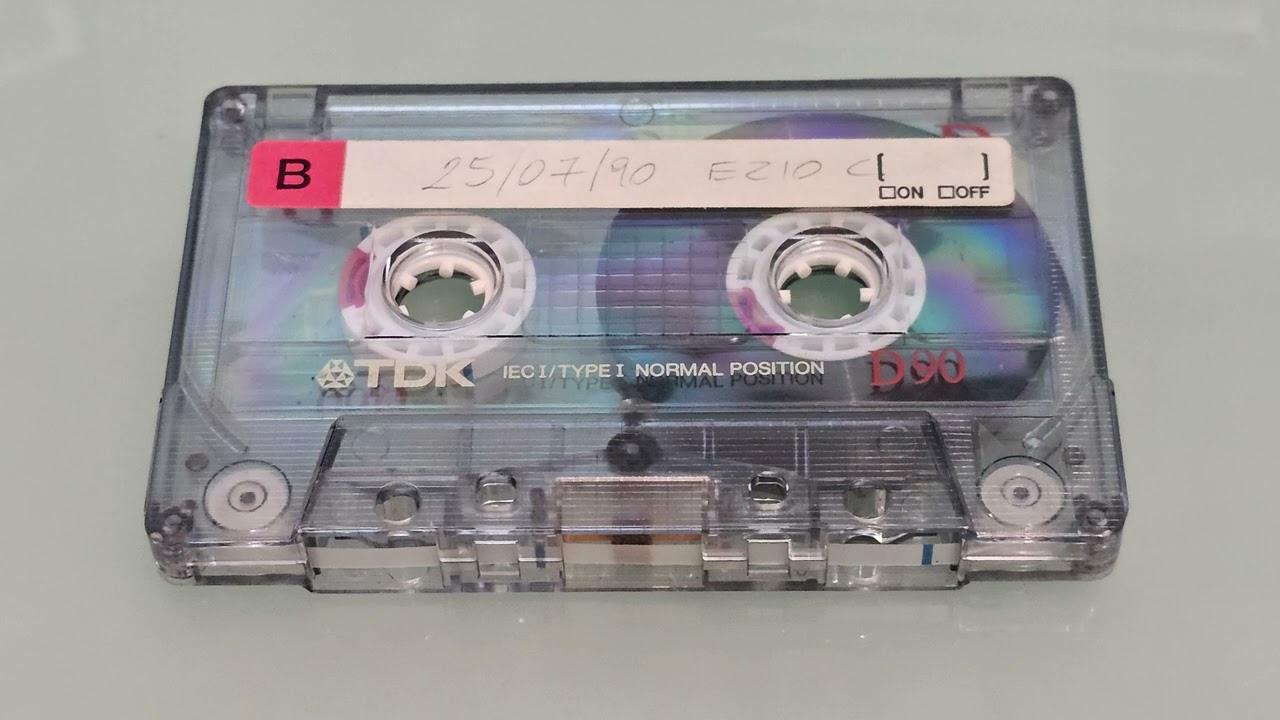 B 25/07/90 EZIO C [ ]
ON OFF
TDK IEC I/TYPE I NORMAL POSITION D90